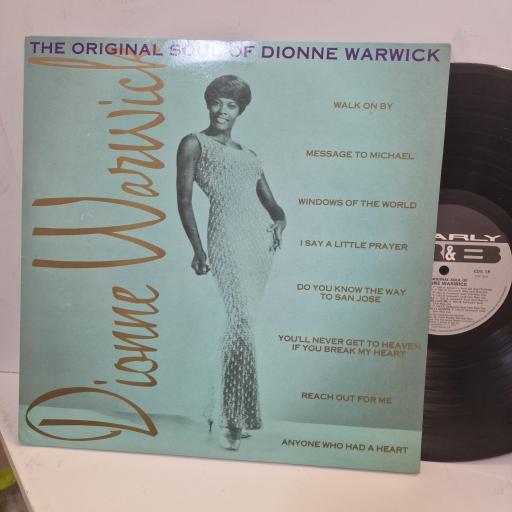 THE ORIGINAL SOUL OF DIONNE WARWICK
Dionne Warwick
WALK ON BY
MESSAGE TO MICHAEL
WINDOWS OF THE WORLD
I SAY A LITTLE PRAYER
DO YOU KNOW THE WAY
TO SAN JOSE
YOU'LL NEVER GET TO HEAVEN
IF YOU BREAK MY HEART
REACH OUT FOR ME
ANYONE WHO HAD A HEART
ARLY
R&B